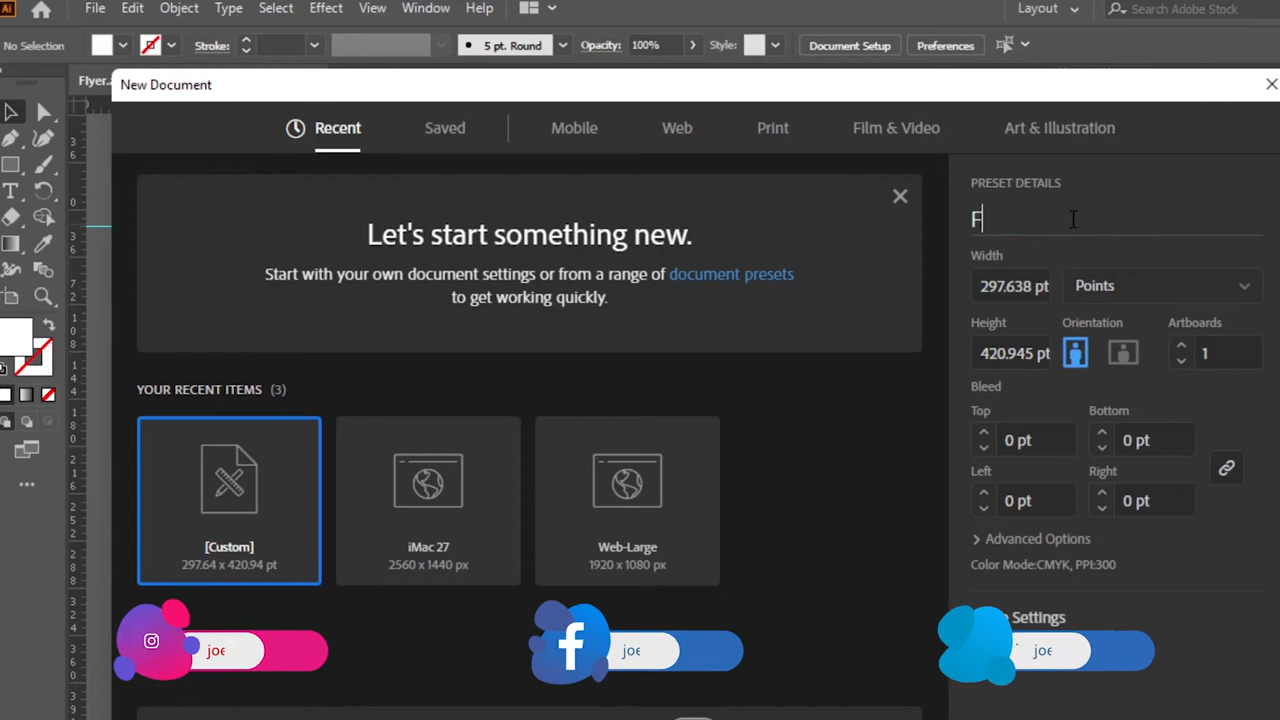 Ai File Edit Object Type Select Effect View Window Help Layout Search Adobe Stock
No Selection Stroke: 5 pt. Round Opacity: 100% Style: Document Setup Preferences
Flyer.a
New Document
Recent Saved Mobile Web Print Film & Video Art & Illustration
PRESET DETAILS
F
Let's start something new.
Start with your own document settings or from a range of document presets
to get working quickly.
Width
297.638 pt Points
Height Orientation Artboards
420.945 pt 1
Bleed
Top Bottom
0 pt 0 pt
Left Right
0 pt 0 pt
Advanced Options
Color Mode:CMYK, PPI:300
Settings
YOUR RECENT ITEMS (3)
[Custom] iMac 27 Web-Large
297.64 x 420.94 pt 2560 x 1440 px 1920 x 1080 px
joe joe joe